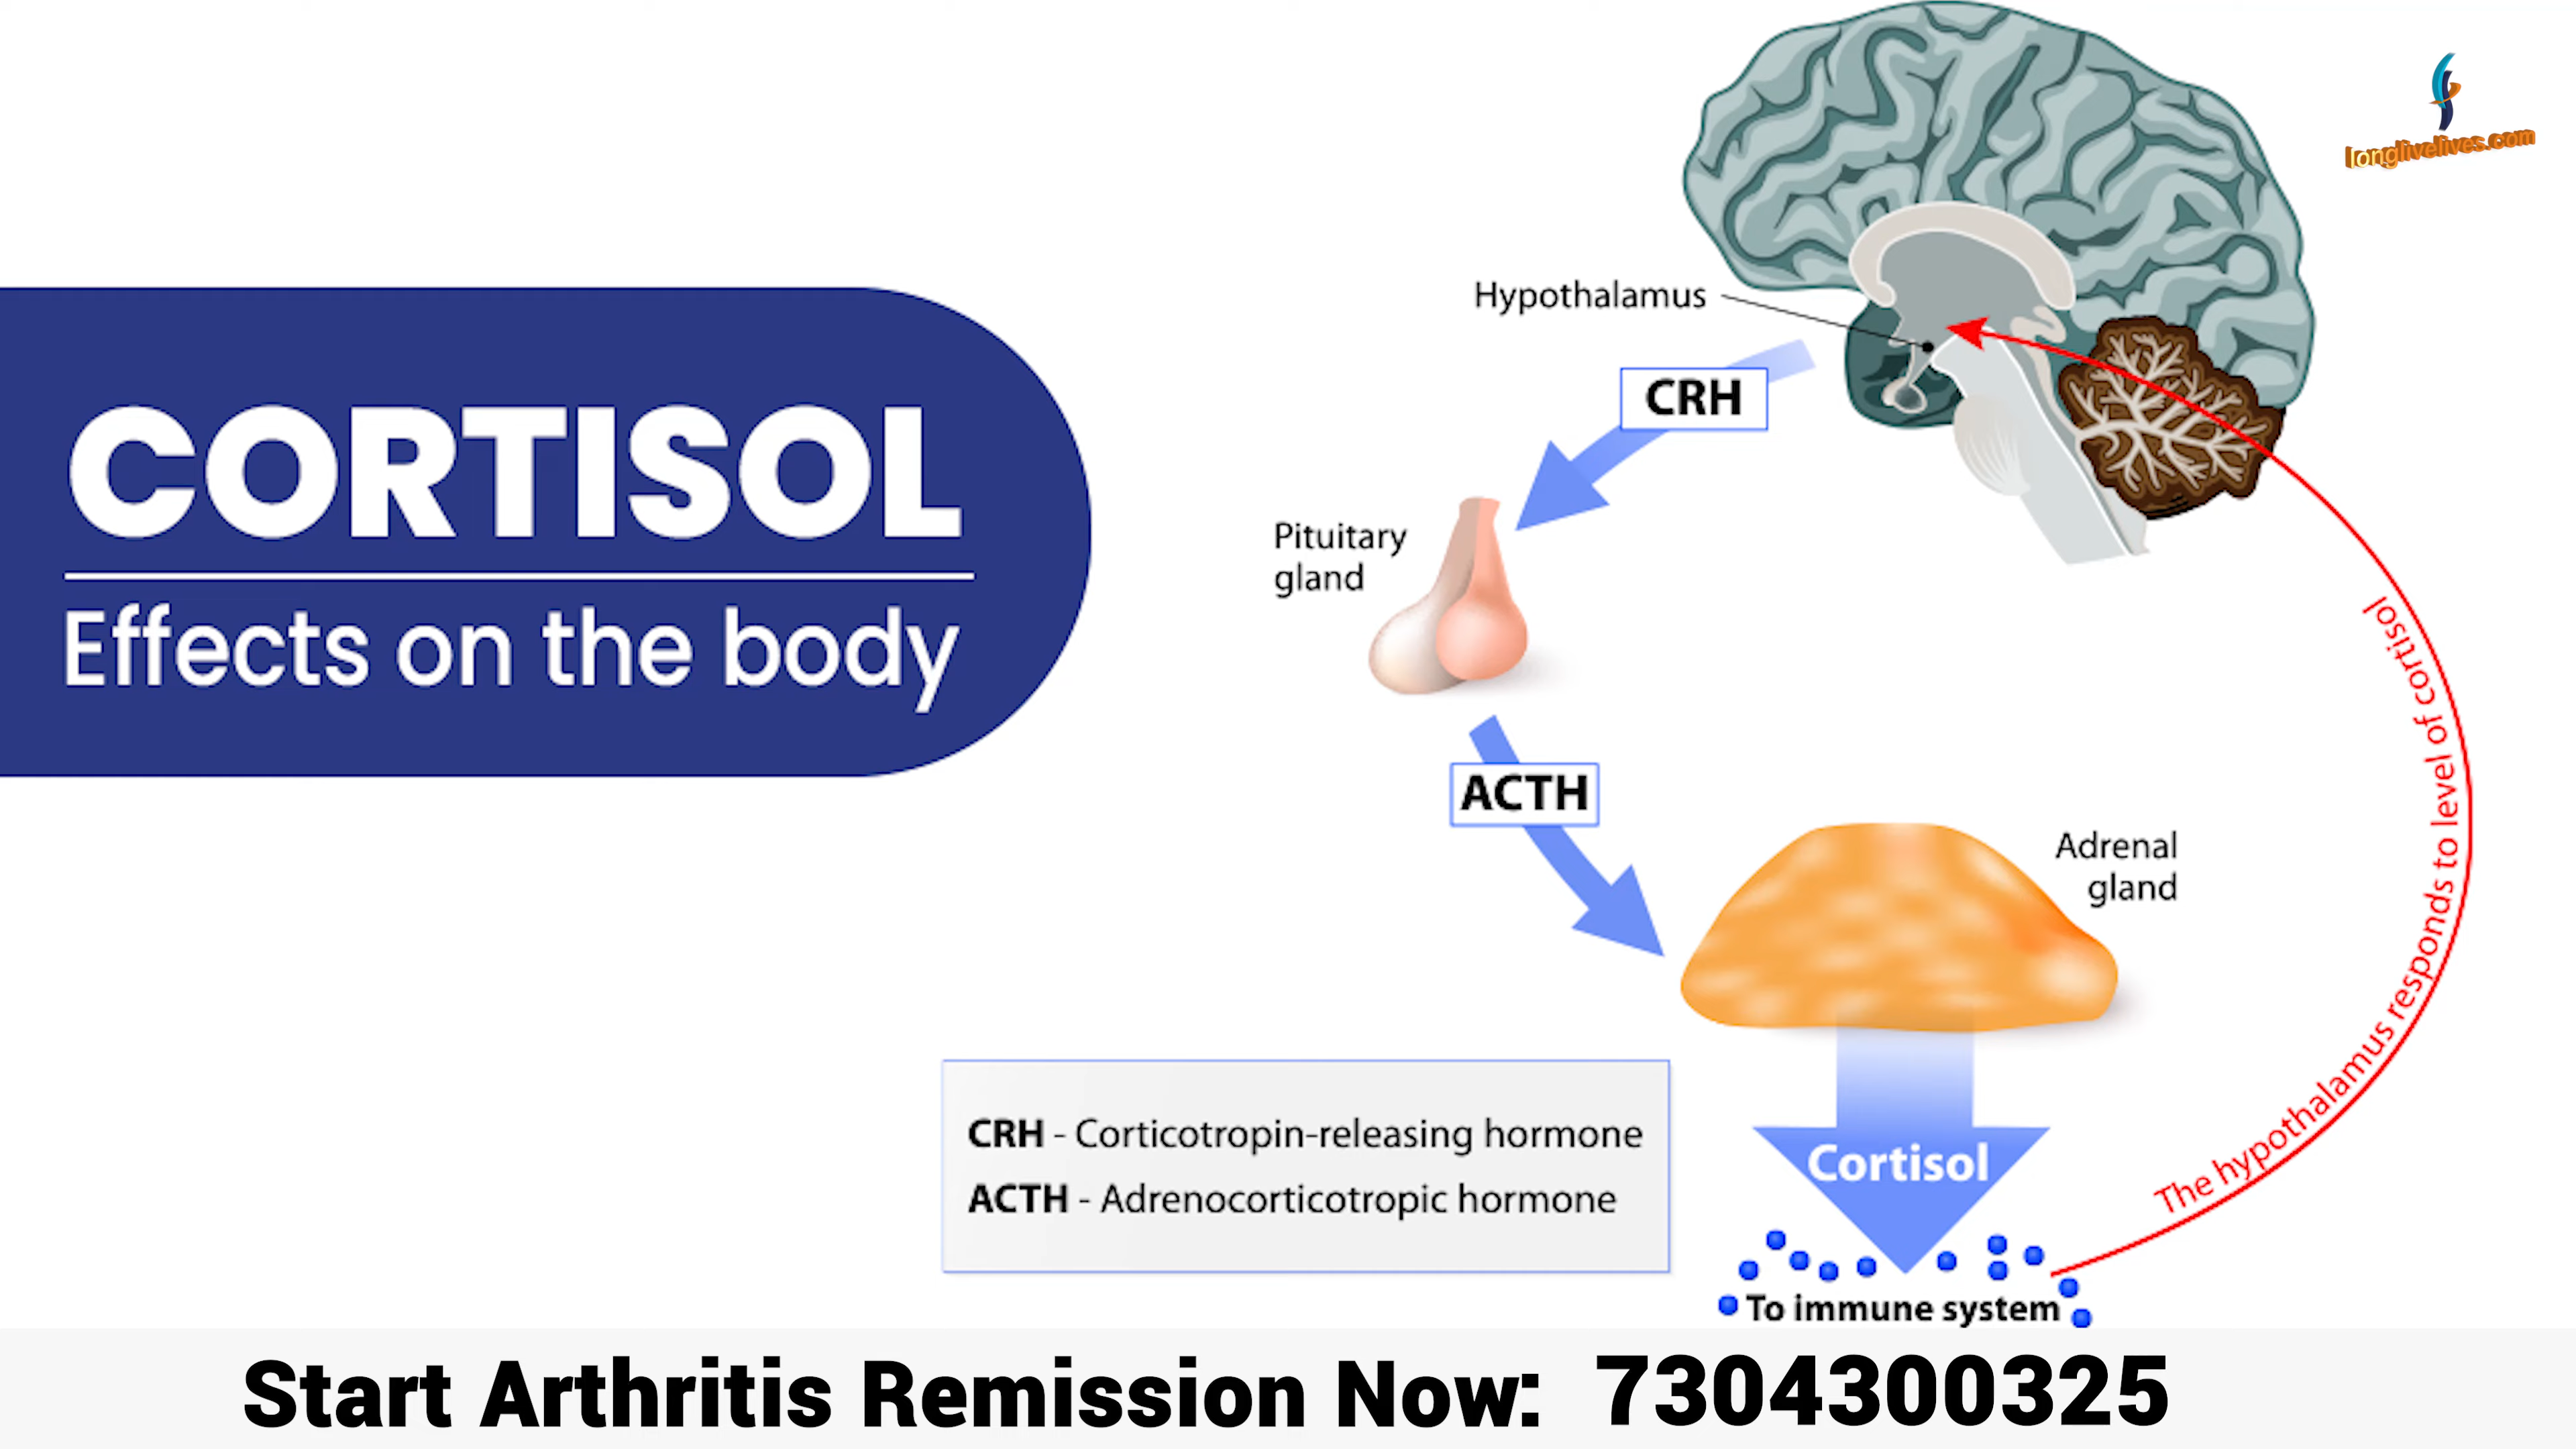 longlivelives.com
CORTISOL
Effects on the body
Hypothalamus
CRH
Pituitary
gland
ACTH
Adrenal
gland
Cortisol
To immune system
The hypothalamus responds to level of cortisol
CRH - Corticotropin-releasing hormone
ACTH - Adrenocorticotropic hormone
Start Arthritis Remission Now: 7304300325